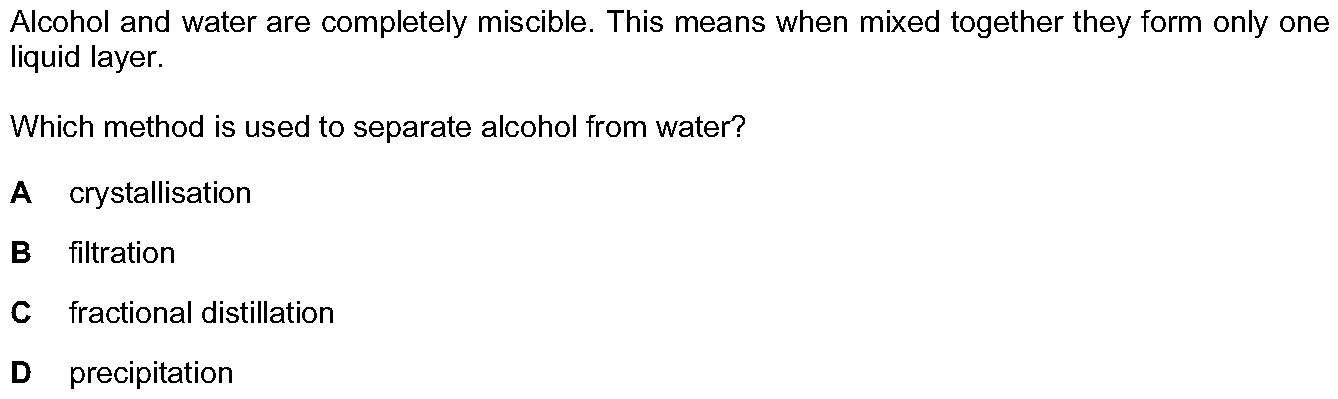 Alcohol and water are completely miscible. This means when mixed together they form only one
liquid layer.
Which method is used to separate alcohol from water?
A crystallisation
B filtration
C fractional distillation
D precipitation